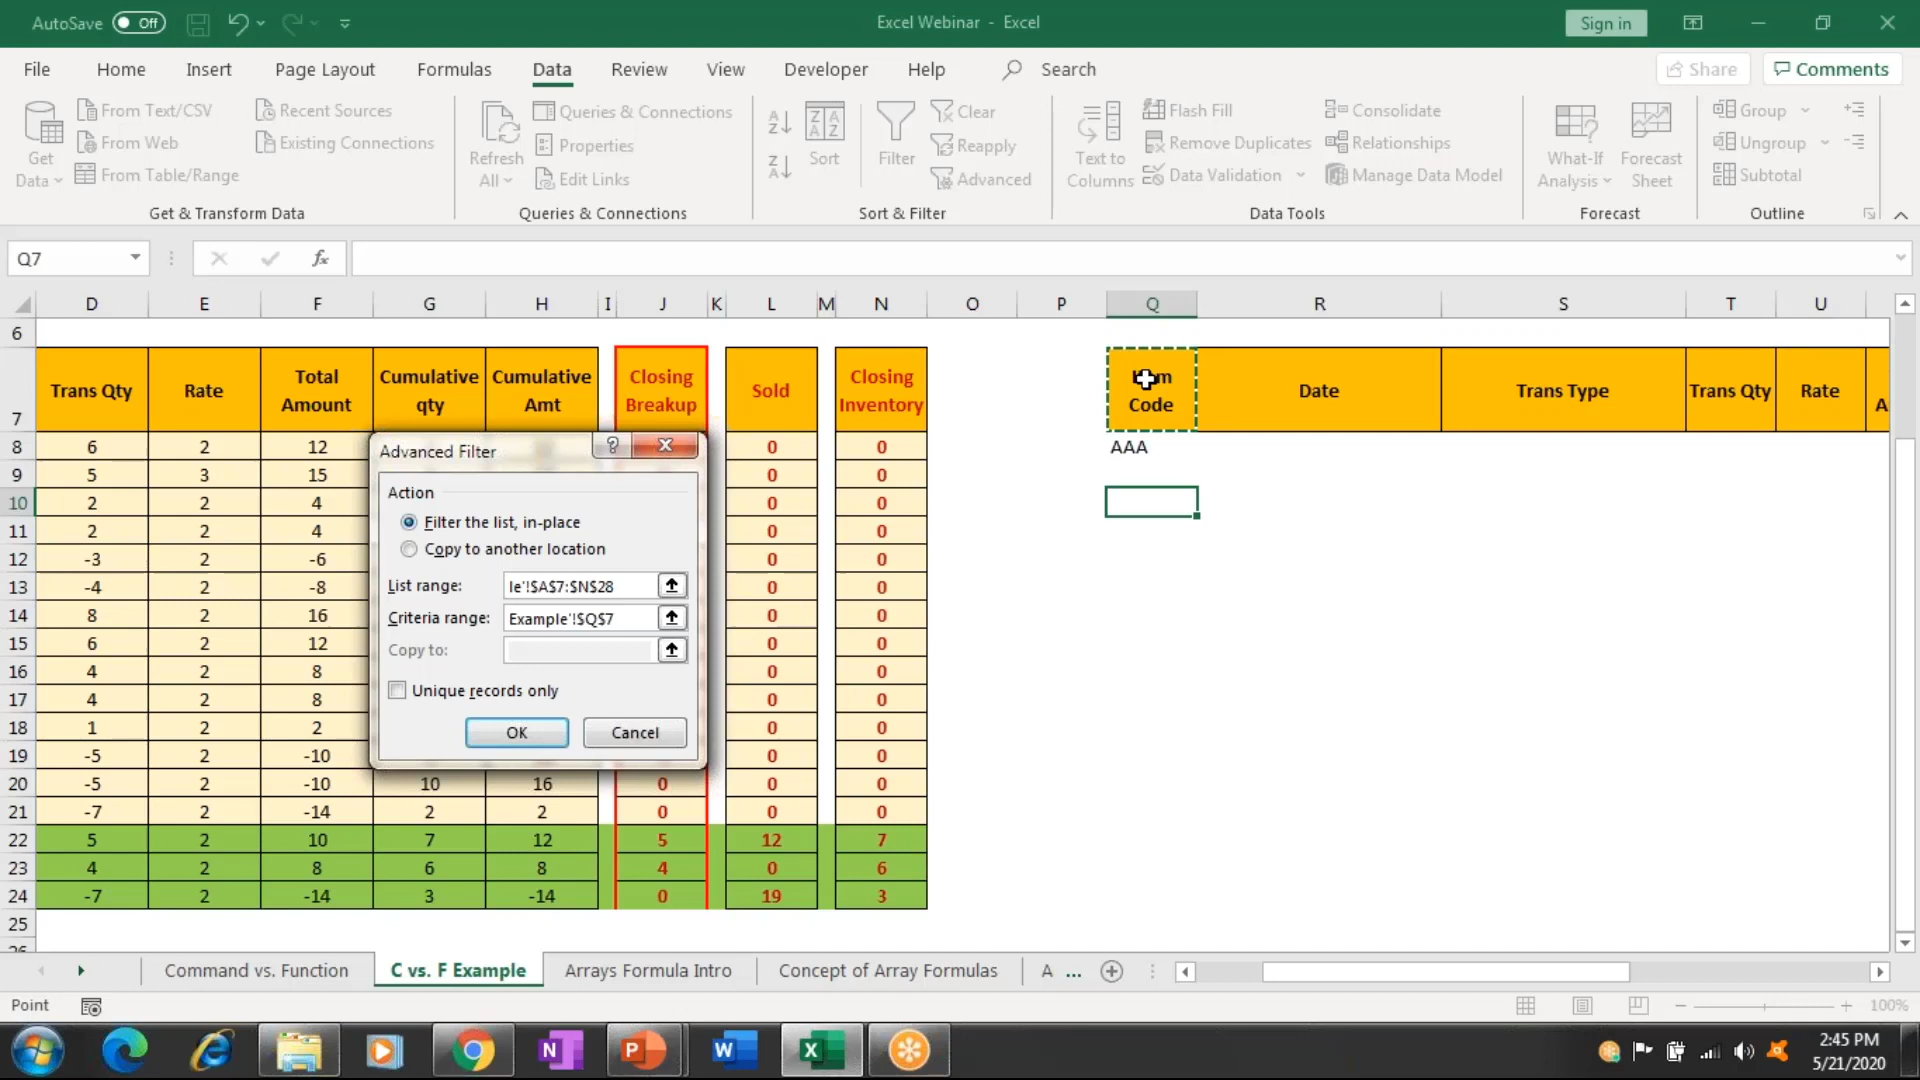 AutoSave Off
Excel Webinar - Excel
Sign in
File Home Insert Page Layout Formulas Data Review View Developer Help Search
Share Comments
Get Data
From Text/CSV
From Web
From Table/Range
Recent Sources
Existing Connections
Get & Transform Data
Refresh All
Queries & Connections
Properties
Edit Links
Queries & Connections
Sort
Filter
Clear
Reapply
Advanced
Sort & Filter
Text to Columns
Flash Fill
Remove Duplicates
Data Validation
Consolidate
Relationships
Manage Data Model
Data Tools
What-If Analysis
Forecast Sheet
Forecast
Group
Ungroup
Subtotal
Outline
Q7 fx
D E F G H I J K L M N O P Q R S T U
6
7 Trans Qty Rate Total Amount Cumulative qty Cumulative Amt Closing Breakup Sold Closing Inventory Code Date Trans Type Trans Qty Rate A
8 6 2 12 0 0 AAA
9 5 3 15 0 0
10 2 2 4 0 0
11 2 2 4 0 0
12 -3 2 -6 0 0
13 -4 2 -8 0 0
14 8 2 16 0 0
15 6 2 12 0 0
16 4 2 8 0 0
17 4 2 8 0 0
18 1 2 2 0 0
19 -5 2 -10 0 0
20 -5 2 -10 10 16 0 0 0
21 -7 2 -14 2 2 0 0 0
22 5 2 10 7 12 5 12 7
23 4 2 8 6 8 4 0 6
24 -7 2 -14 3 -14 0 19 3
25
Advanced Filter
?
Action
Filter the list, in-place
Copy to another location
List range: le'!$A$7:$N$28
Criteria range: Example'!$Q$7
Copy to:
Unique records only
OK Cancel
Command vs. Function C vs. F Example Arrays Formula Intro Concept of Array Formulas A ...
Point
100%
2:45 PM
5/21/2020